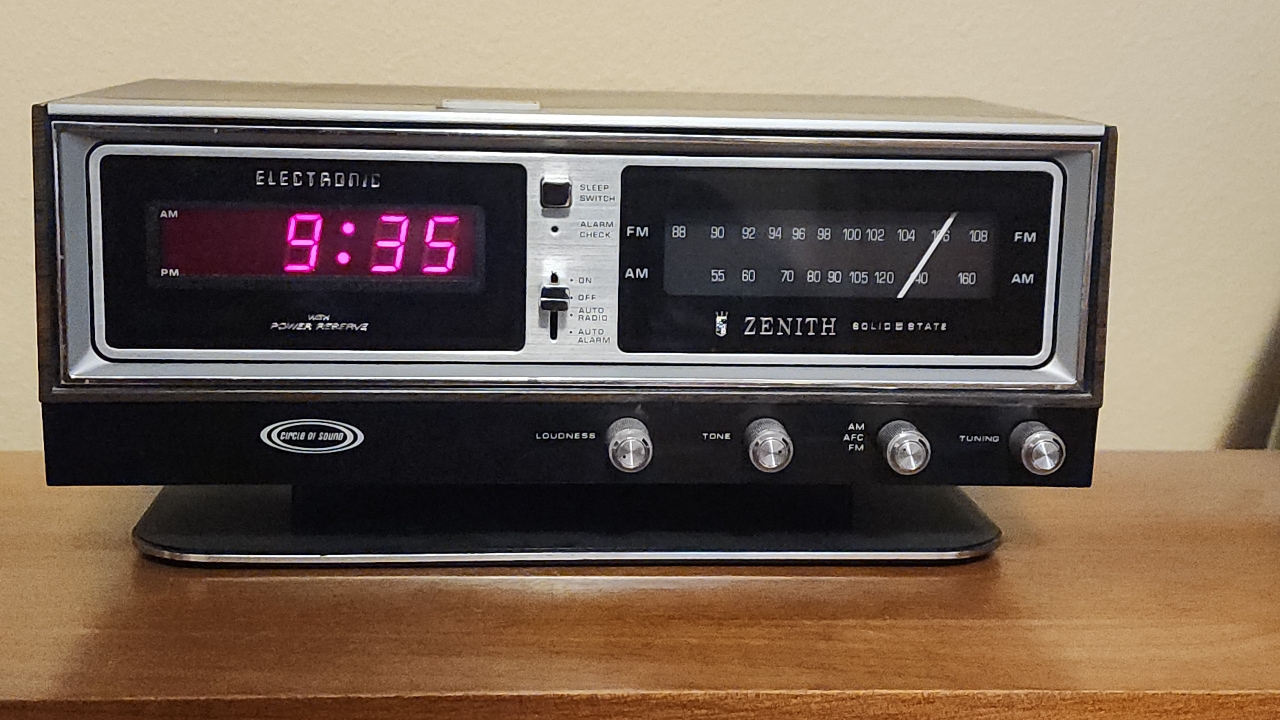 ELECTRONIC
AM
9:35
PM
WITH
POWER RESERVE
SLEEP
SWITCH
ALARM
CHECK
ON
OFF
AUTO
RADIO
AUTO
ALARM
FM 88 90 92 94 96 98 100 102 104 106 108 FM
AM 55 60 70 80 90 105 120 140 160 AM
ZENITH SOLID STATE
CIRCLE OF SOUND
LOUDNESS
TONE
AM
AFC
FM
TUNING